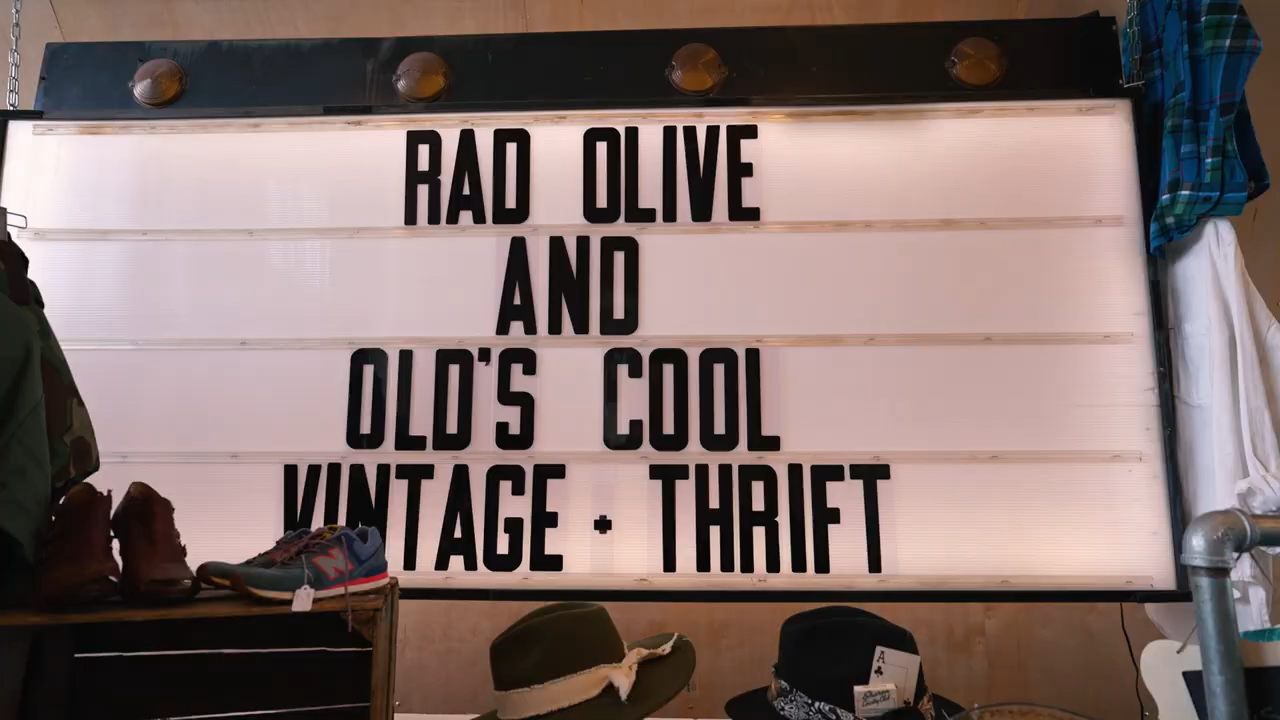 RAD OLIVE
AND
OLD'S COOL
VINTAGE + THRIFT
N
A